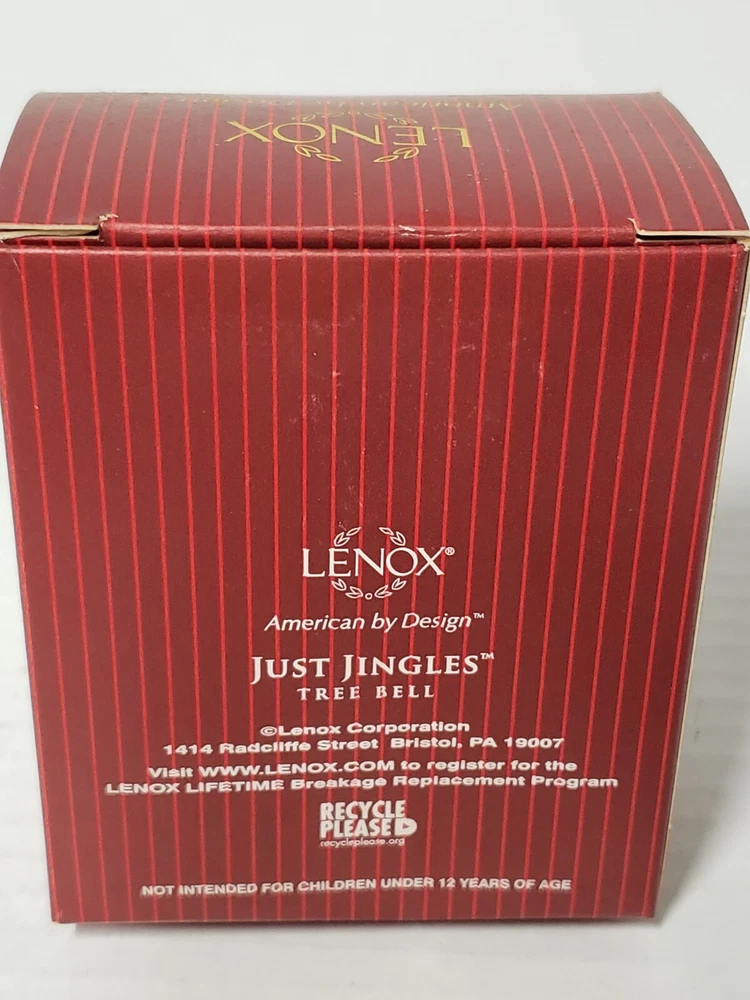 LENOX
LENOX®
American by Design™
JUST JINGLES™
TREE BELL
©Lenox Corporation
1414 Radcliffe Street Bristol, PA 19007
Visit WWW.LENOX.COM to register for the
LENOX LIFETIME Breakage Replacement Program
RECYCLE
PLEASE
recycleplease.org
NOT INTENDED FOR CHILDREN UNDER 12 YEARS OF AGE